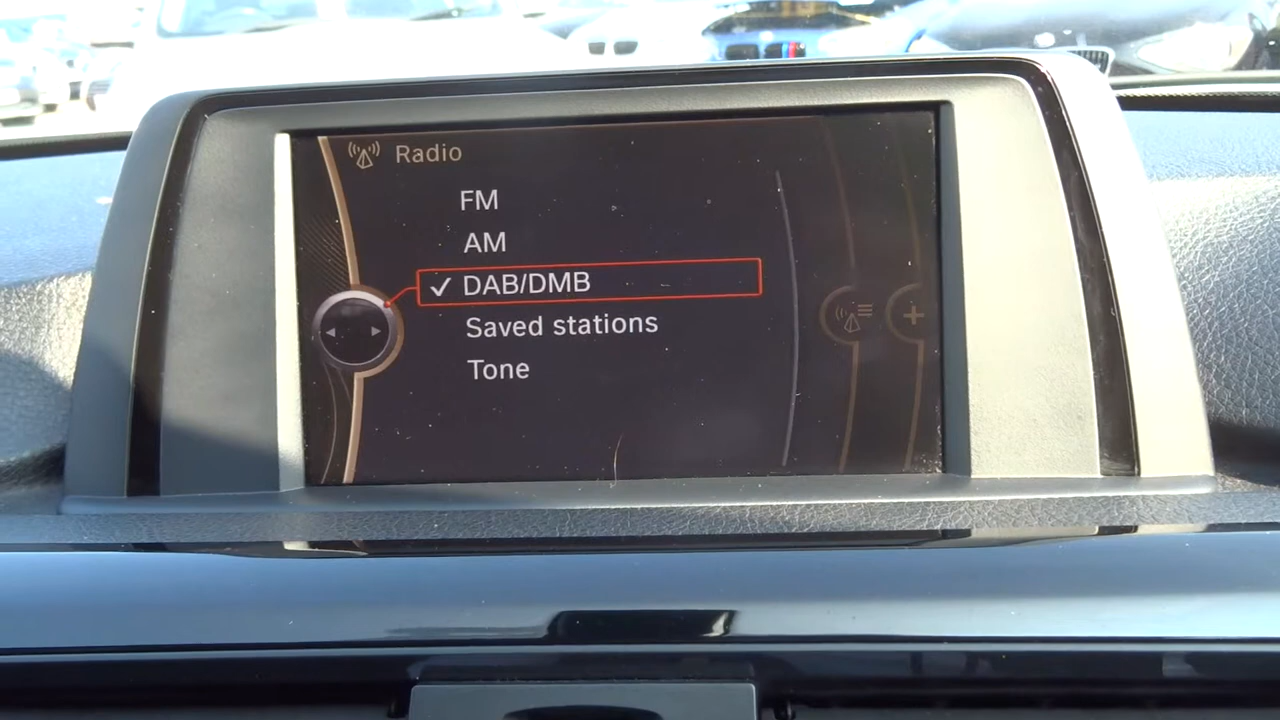 Radio
FM
AM
✓ DAB/DMB
Saved stations
Tone